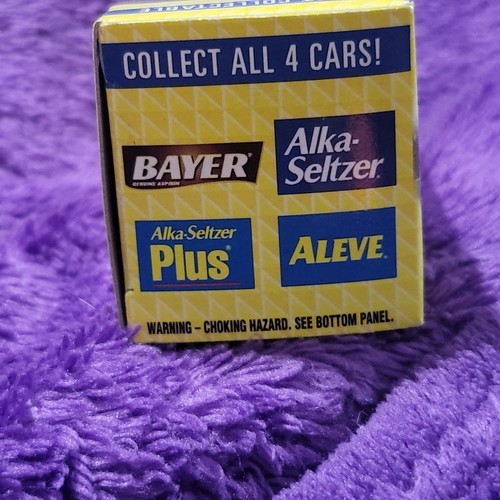 COLLECTABLE
COLLECT ALL 4 CARS!
BAYER
GENUINE ASPIRIN
Alka-
Seltzer
Alka-Seltzer
Plus®
ALEVE
WARNING – CHOKING HAZARD. SEE BOTTOM PANEL.